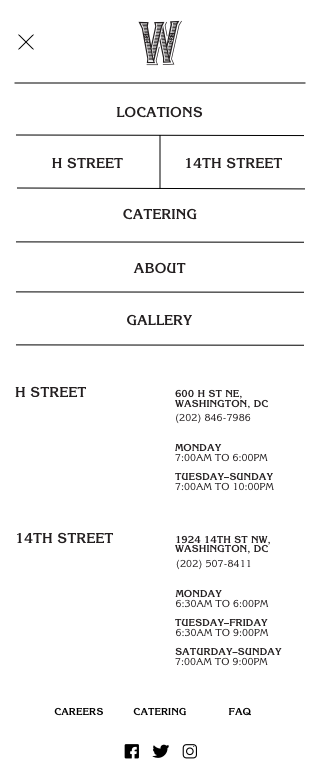 W
LOCATIONS
H STREET
14TH STREET
CATERING
ABOUT
GALLERY
H STREET
600 H ST NE,
WASHINGTON, DC
(202) 846-7986
MONDAY
7:00AM TO 6:00PM
TUESDAY–SUNDAY
7:00AM TO 10:00PM
14TH STREET
1924 14TH ST NW,
WASHINGTON, DC
(202) 507-8411
MONDAY
6:30AM TO 6:00PM
TUESDAY–FRIDAY
6:30AM TO 9:00PM
SATURDAY–SUNDAY
7:00AM TO 9:00PM
CAREERS CATERING FAQ